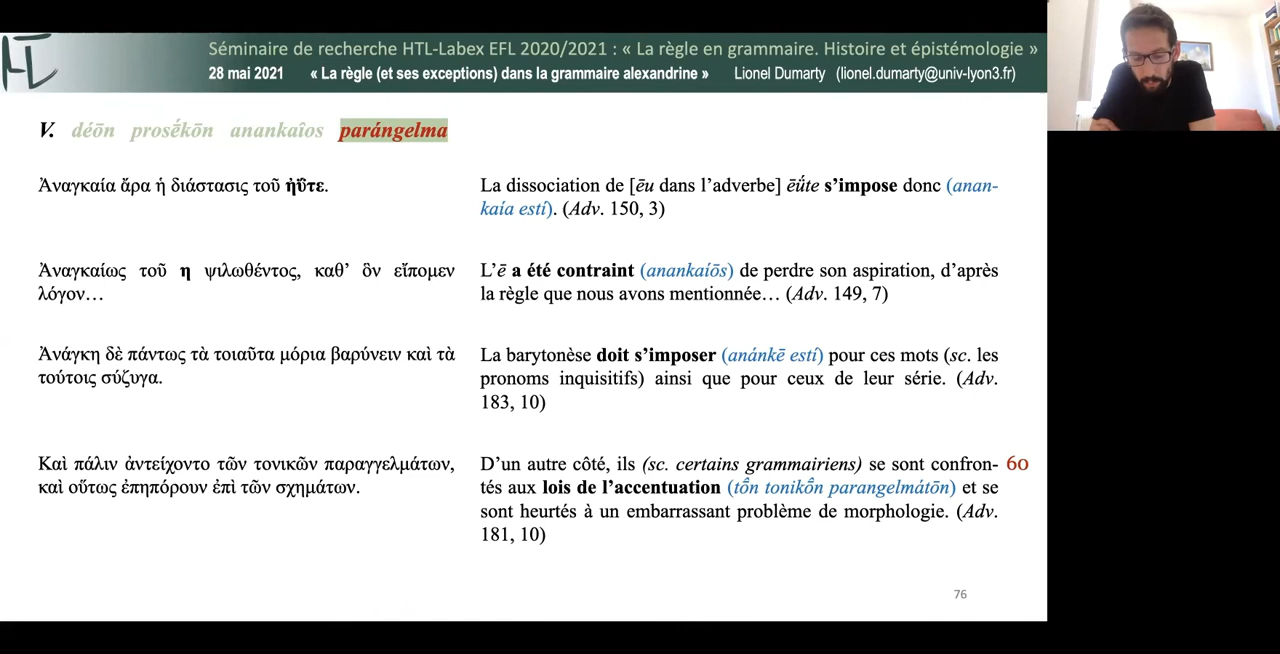 HTL
Séminaire de recherche HTL-Labex EFL 2020/2021 : « La règle en grammaire. Histoire et épistémologie »
28 mai 2021 « La règle (et ses exceptions) dans la grammaire alexandrine » Lionel Dumarty (lionel.dumarty@univ-lyon3.fr)
V. déōn prosḗkōn anankaîos parángelma
Ἀναγκαία ἄρα ἡ διάστασις τοῦ ἠΰτε.
La dissociation de [ēu dans l’adverbe] ēǘte s’impose donc (anan-
kaía estí). (Adv. 150, 3)
Ἀναγκαίως τοῦ η ψιλωθέντος, καθ’ ὃν εἴπομεν
λόγον…
L’ē a été contraint (anankaíōs) de perdre son aspiration, d’après
la règle que nous avons mentionnée… (Adv. 149, 7)
Ἀνάγκη δὲ πάντως τὰ τοιαῦτα μόρια βαρύνειν καὶ τὰ
τούτοις σύζυγα.
La barytonèse doit s’imposer (anánkē estí) pour ces mots (sc. les
pronoms inquisitifs) ainsi que pour ceux de leur série. (Adv.
183, 10)
Καὶ πάλιν ἀντείχοντο τῶν τονικῶν παραγγελμάτων,
καὶ οὕτως ἐπηπόρουν ἐπὶ τῶν σχημάτων.
D’un autre côté, ils (sc. certains grammairiens) se sont confron- 60
tés aux lois de l’accentuation (tō̂n tonikō̂n parangelmátōn) et se
sont heurtés à un embarrassant problème de morphologie. (Adv.
181, 10)
76